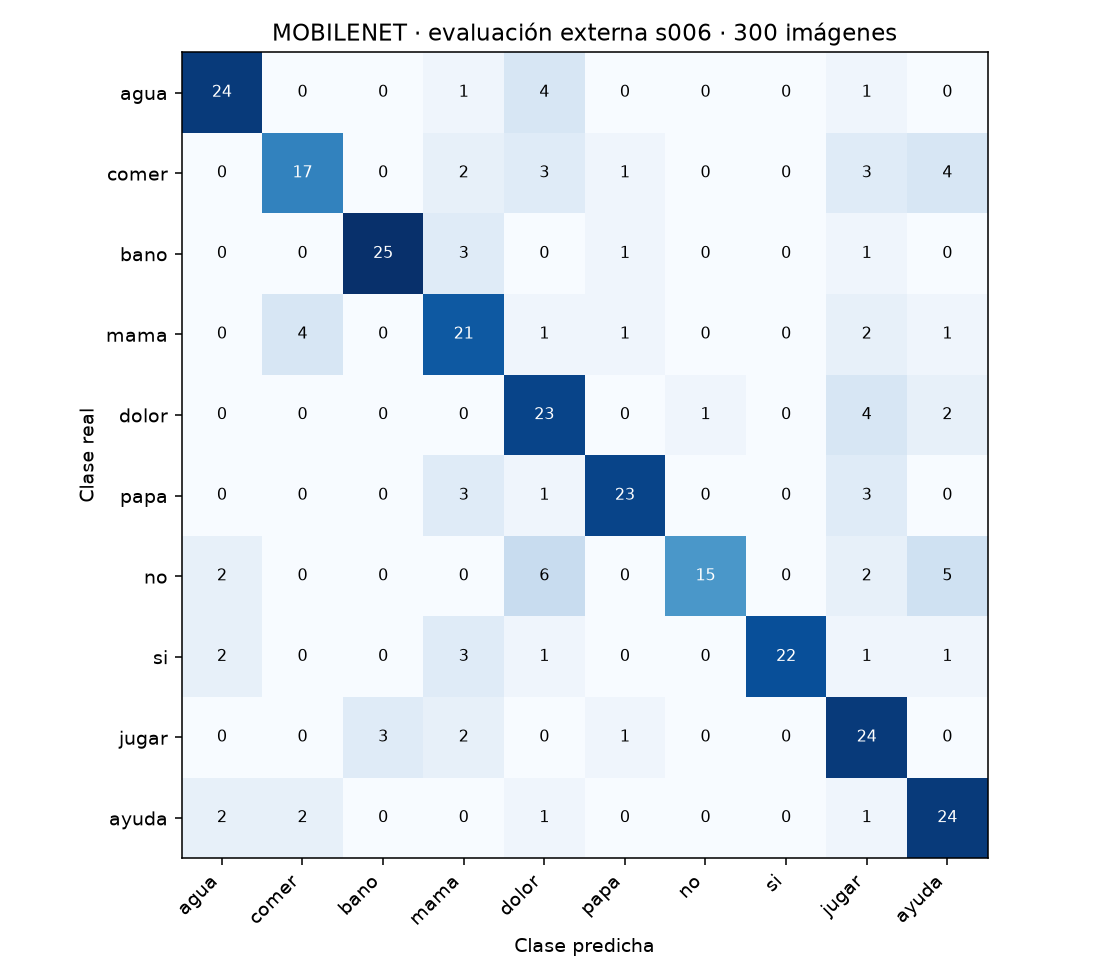 MOBILENET · evaluación externa s006 · 300 imágenes
Clase real
agua 24 0 0 1 4 0 0 0 1 0
comer 0 17 0 2 3 1 0 0 3 4
bano 0 0 25 3 0 1 0 0 1 0
mama 0 4 0 21 1 1 0 0 2 1
dolor 0 0 0 0 23 0 1 0 4 2
papa 0 0 0 3 1 23 0 0 3 0
no 2 0 0 0 6 0 15 0 2 5
si 2 0 0 3 1 0 0 22 1 1
jugar 0 0 3 2 0 1 0 0 24 0
ayuda 2 2 0 0 1 0 0 0 1 24
agua comer bano mama dolor papa no si jugar ayuda
Clase predicha